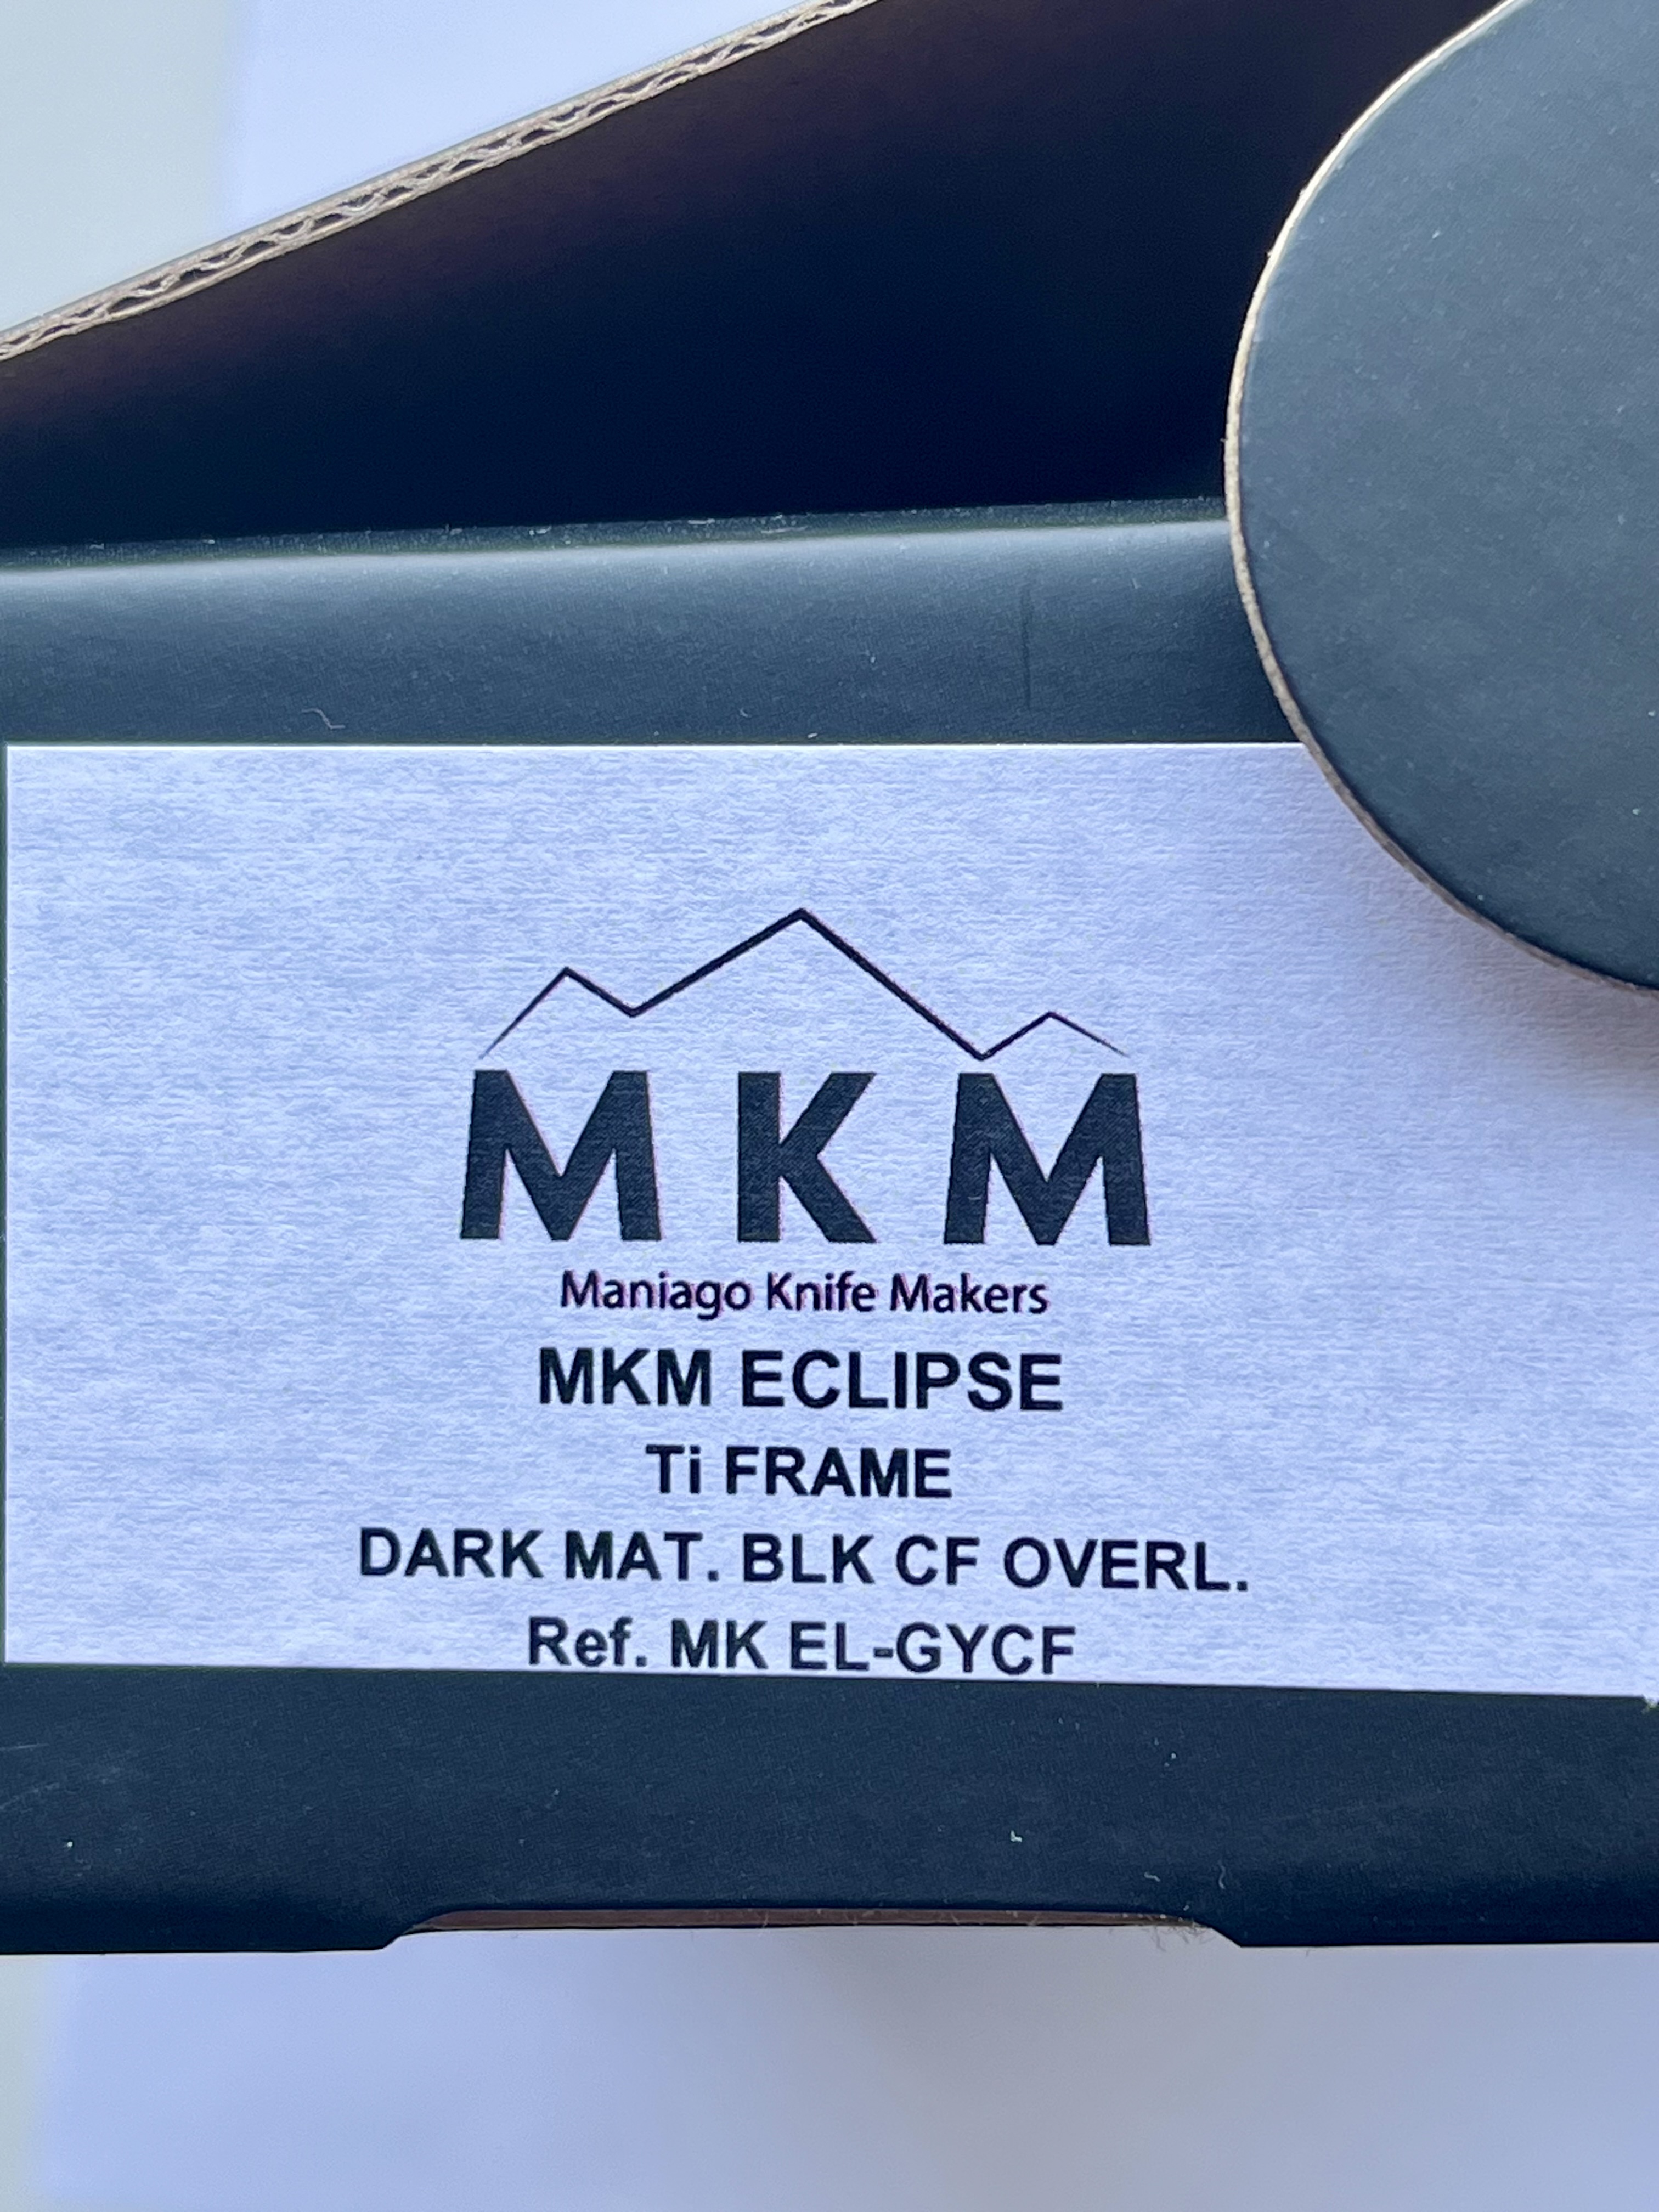 MKM
Maniago Knife Makers
MKM ECLIPSE
Ti FRAME
DARK MAT. BLK CF OVERL.
Ref. MK EL-GYCF